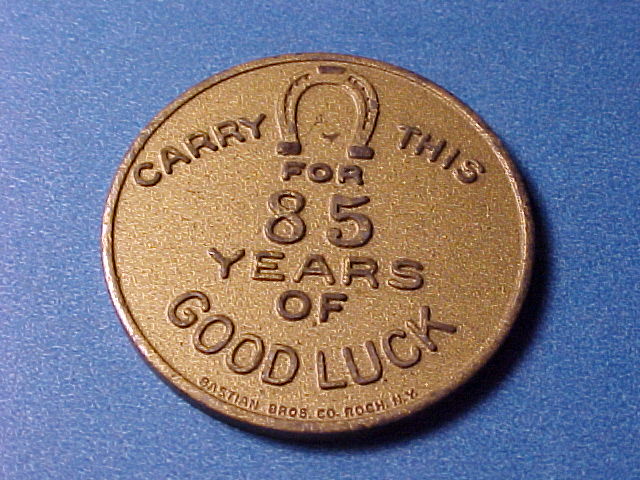 CARRY THIS
FOR
85
YEARS
OF
GOOD LUCK
BASTIAN BROS. CO. ROCH. N.Y.